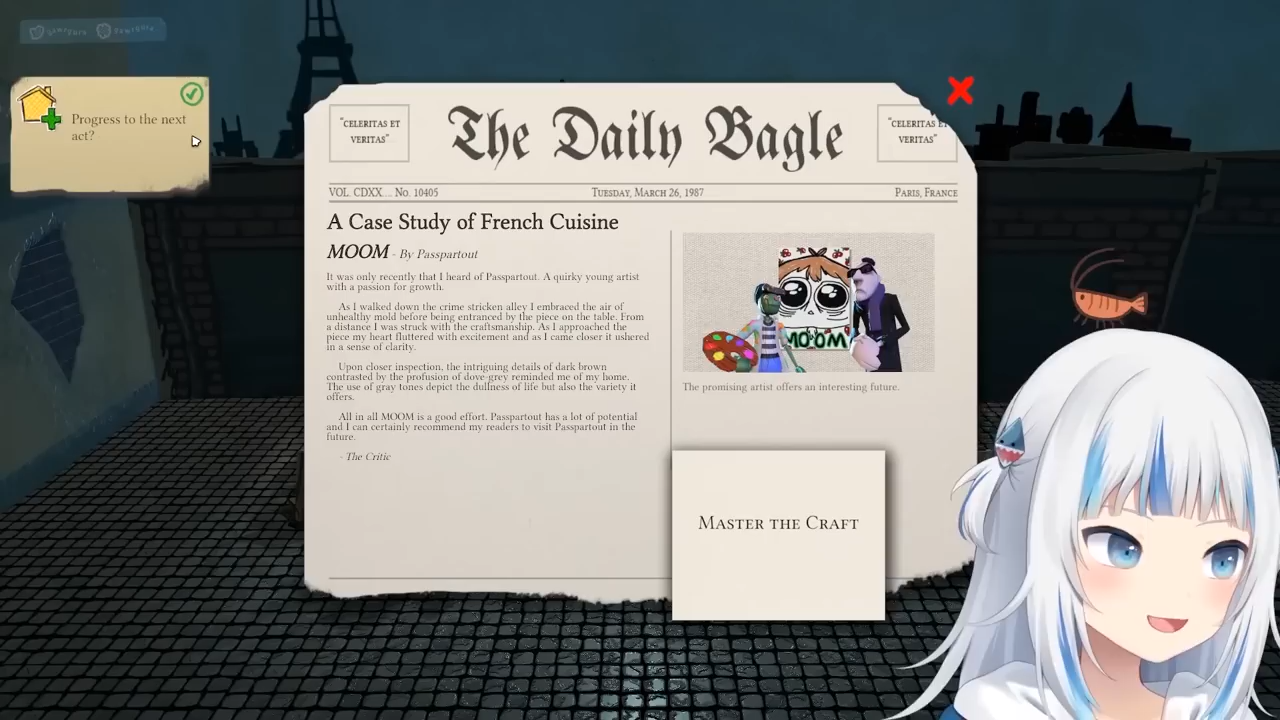 Progress to the next
act?
"CELERITAS ET
VERITAS"
The Daily Bagle
"CELERITAS ET
VERITAS"
VOL. CDXX... No. 10405
TUESDAY, MARCH 26, 1987
PARIS, FRANCE
A Case Study of French Cuisine
MOOM - By Passpartout
It was only recently that I heard of Passpartout. A quirky young artist
with a passion for growth.
As I walked down the crime stricken alley I embraced the air of
unhealthy mold before being entranced by the piece on the table. From
a distance I was struck with the craftsmanship. As I approached the
piece my heart fluttered with excitement and as I came closer it ushered
in a sense of clarity.
Upon closer inspection, the intriguing details of dark brown
contrasted by the profusion of dove-grey reminded me of my home.
The use of gray tones depict the dullness of life but also the variety it
offers.
All in all MOOM is a good effort. Passpartout has a lot of potential
and I can certainly recommend my readers to visit Passpartout in the
future.
- The Critic
MOOM
The promising artist offers an interesting future.
MASTER THE CRAFT